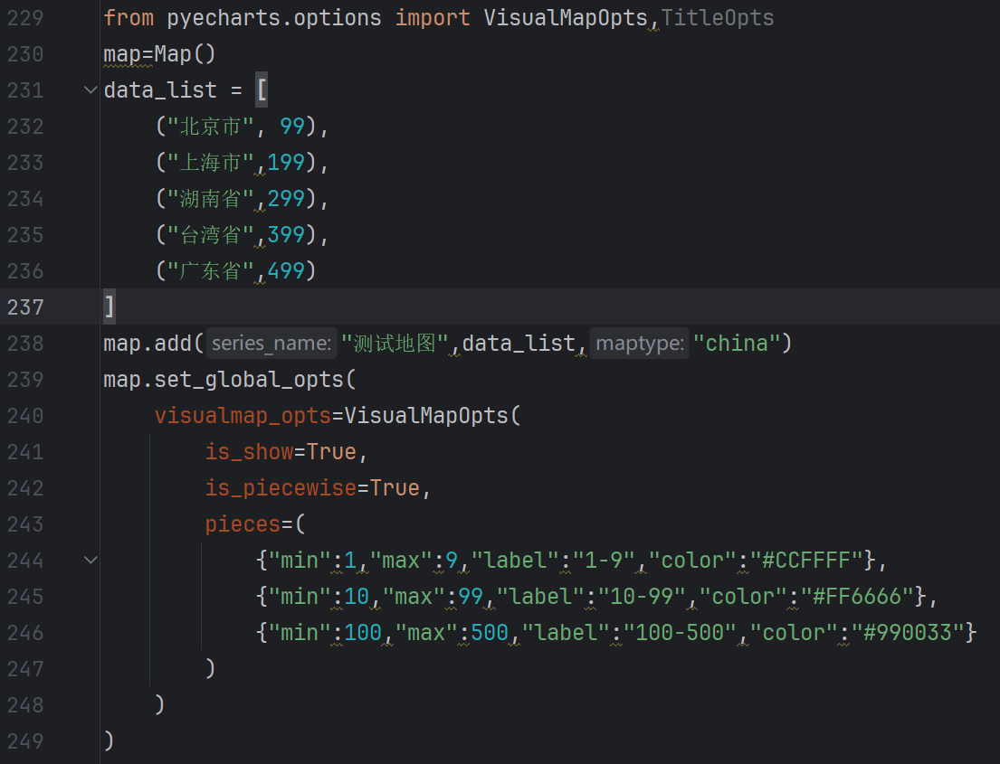 229 from pyecharts.options import VisualMapOpts,TitleOpts
230 map=Map()
231 data_list = [
232     ("北京市", 99),
233     ("上海市",199),
234     ("湖南省",299),
235     ("台湾省",399),
236     ("广东省",499)
237 ]
238 map.add( series_name: "测试地图",data_list, maptype: "china")
239 map.set_global_opts(
240     visualmap_opts=VisualMapOpts(
241         is_show=True,
242         is_piecewise=True,
243         pieces=(
244             {"min":1,"max":9,"label":"1-9","color":"#CCFFFF"},
245             {"min":10,"max":99,"label":"10-99","color":"#FF6666"},
246             {"min":100,"max":500,"label":"100-500","color":"#990033"}
247         )
248     )
249 )